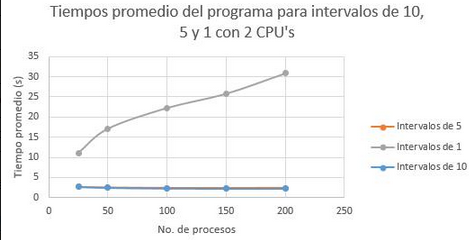 Tiempos promedio del programa para intervalos de 10,
5 y 1 con 2 CPU's
Tiempo promedio (s)
35
30
25
20
15
10
5
0
0
50
100
150
200
250
No. de procesos
Intervalos de 5
Intervalos de 1
Intervalos de 10